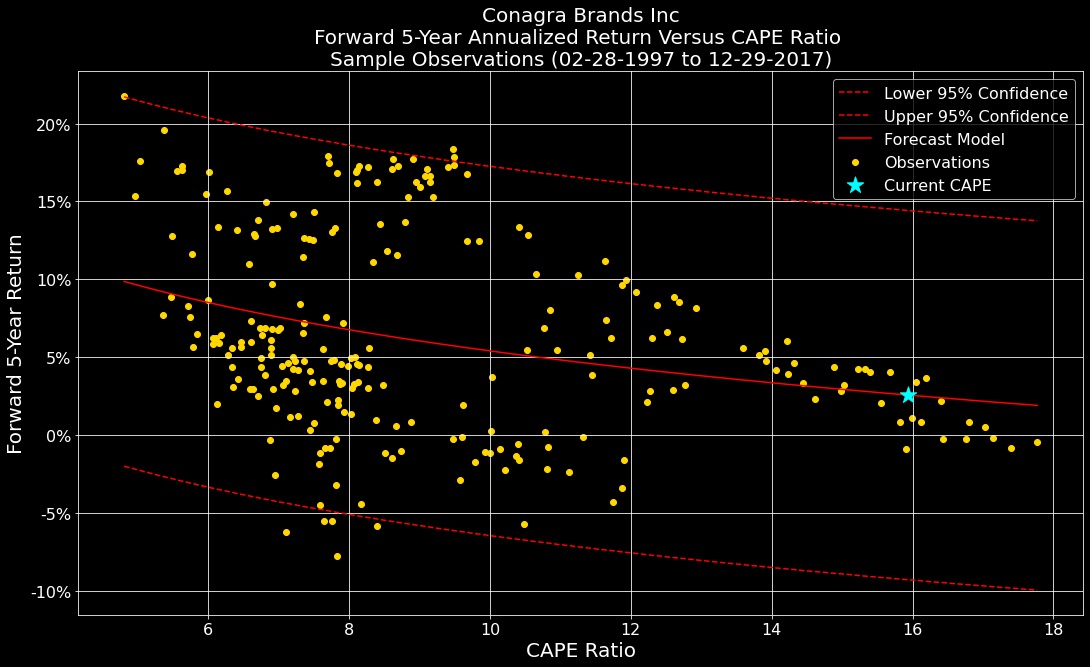 Conagra Brands Inc
Forward 5-Year Annualized Return Versus CAPE Ratio
Sample Observations (02-28-1997 to 12-29-2017)
Lower 95% Confidence
Upper 95% Confidence
Forecast Model
Observations
Current CAPE
Forward 5-Year Return
20%
15%
10%
5%
0%
-5%
-10%
6 8 10 12 14 16 18
CAPE Ratio